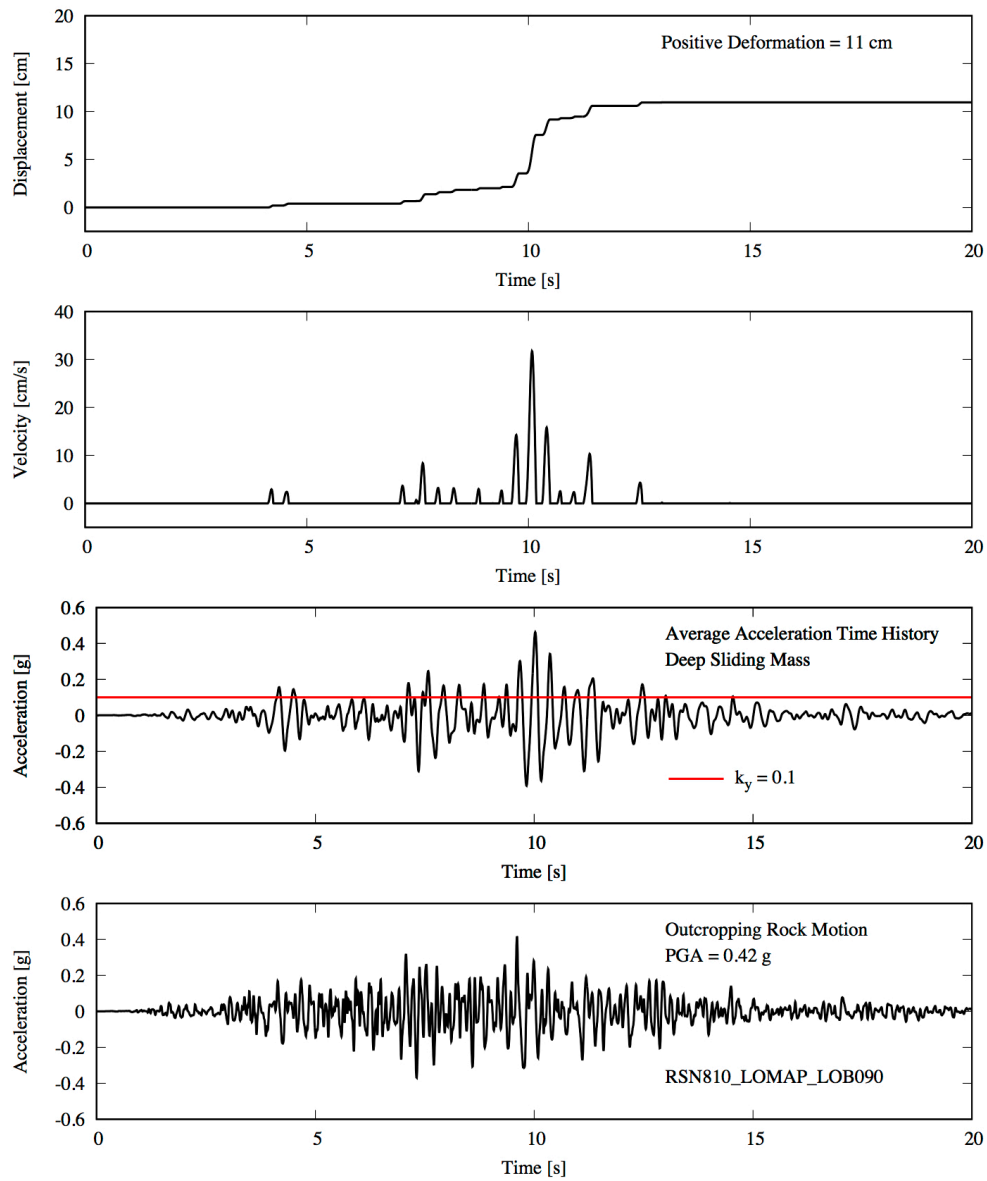 20
15
10
5
0
Displacement [cm]
Positive Deformation = 11 cm
0 5 10 15 20
Time [s]
40
30
20
10
0
Velocity [cm/s]
0 5 10 15 20
Time [s]
0.6
0.4
0.2
0
-0.2
-0.4
-0.6
Acceleration [g]
Average Acceleration Time History
Deep Sliding Mass
ky = 0.1
0 5 10 15 20
Time [s]
0.6
0.4
0.2
0
-0.2
-0.4
-0.6
Acceleration [g]
Outcropping Rock Motion
PGA = 0.42 g
RSN810_LOMAP_LOB090
0 5 10 15 20
Time [s]